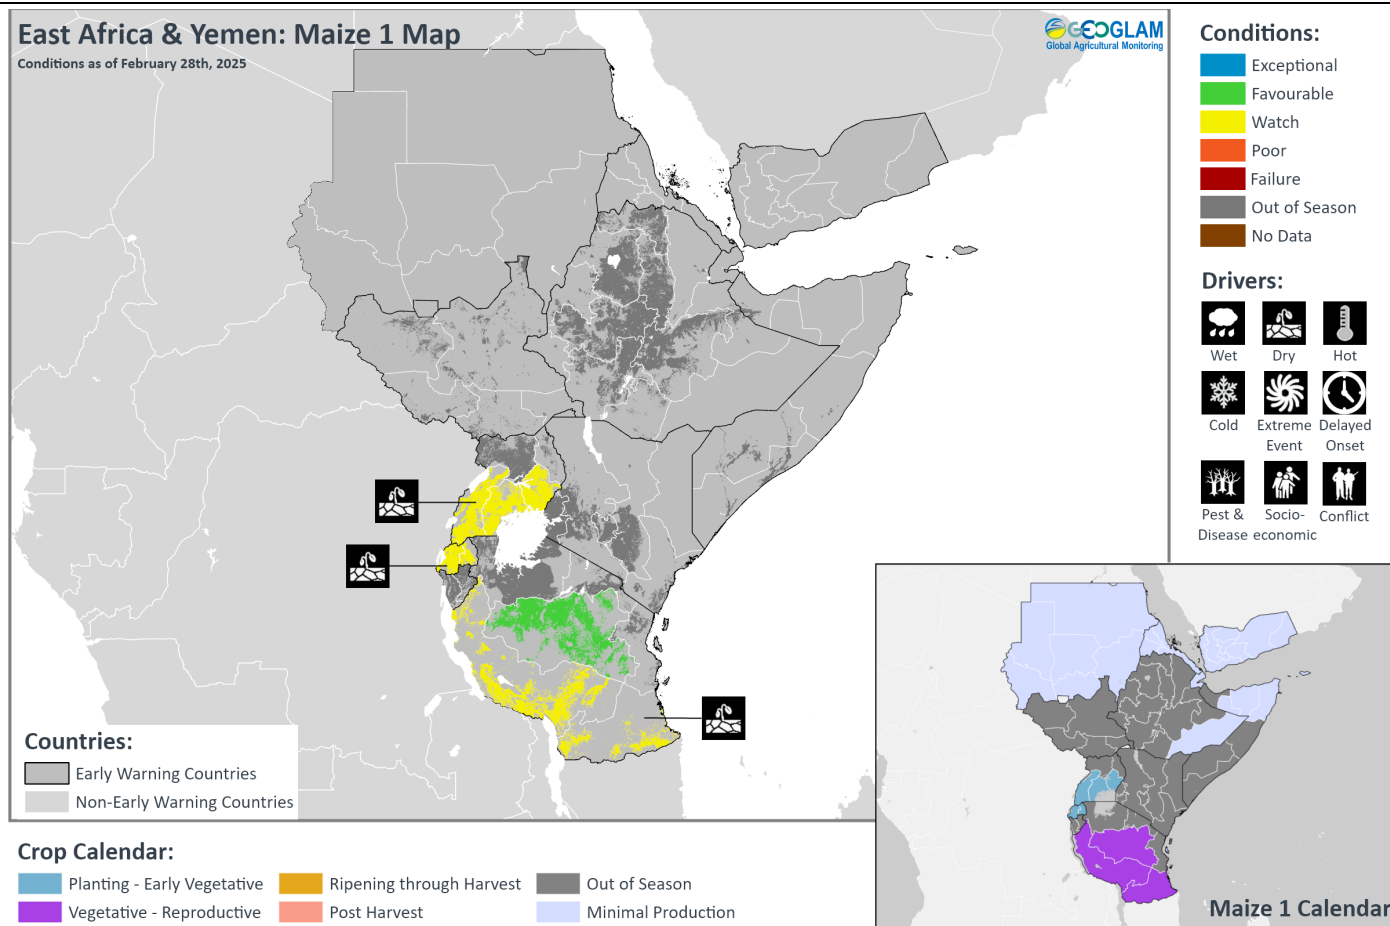 East Africa & Yemen: Maize 1 Map
Conditions as of February 28th, 2025
GEOGLAM
Global Agricultural Monitoring
Conditions:
Exceptional
Favourable
Watch
Poor
Failure
Out of Season
No Data
Drivers:
Wet Dry Hot
Cold Extreme Event Delayed Onset
Pest & Disease Socio-economic Conflict
Countries:
Early Warning Countries
Non-Early Warning Countries
Crop Calendar:
Planting - Early Vegetative
Vegetative - Reproductive
Ripening through Harvest
Post Harvest
Out of Season
Minimal Production
Maize 1 Calendar